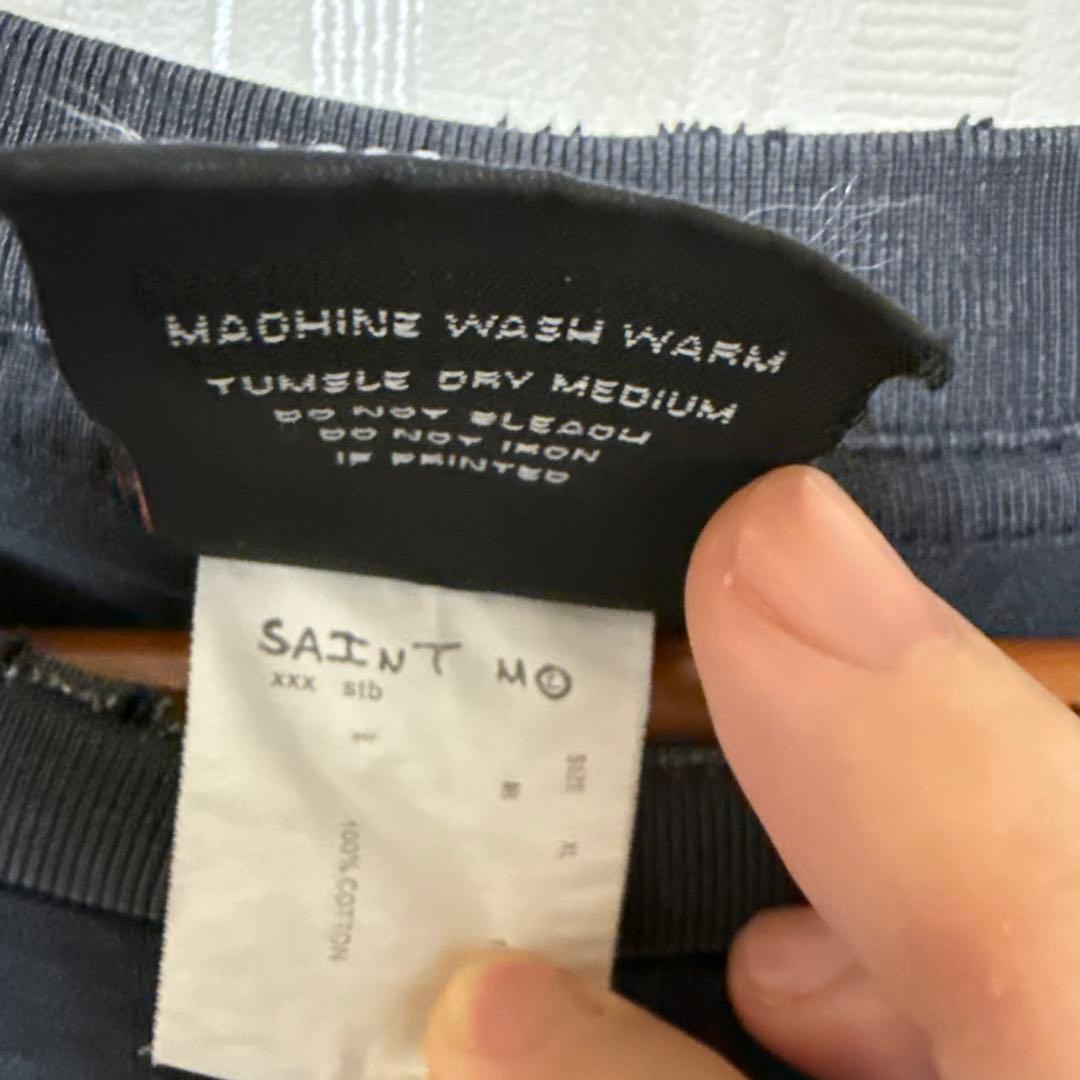 MACHINE WASH WARM
TUMBLE DRY MEDIUM
DO NOT BLEACH
DO NOT IRON
IF PRINTED
SAINT M
xxx stb
SIZE XL
100% COTTON